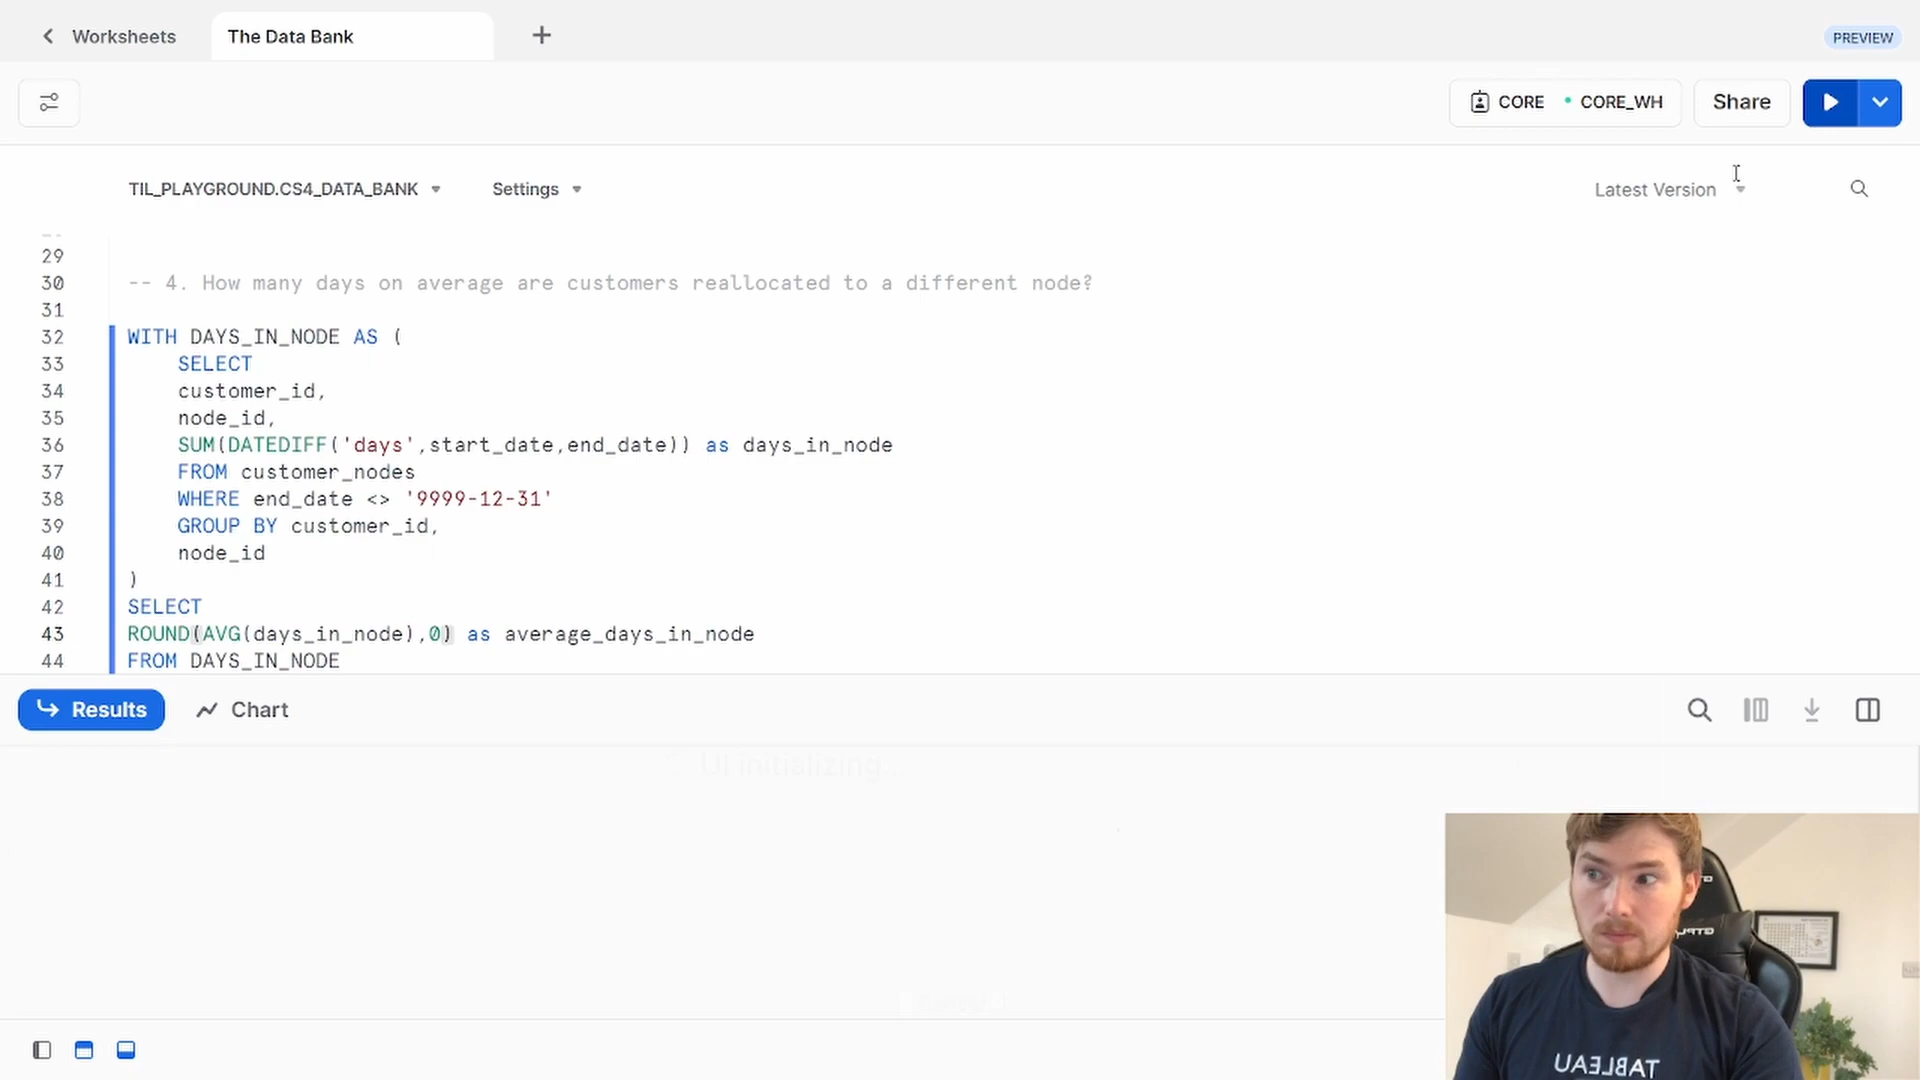 Worksheets
The Data Bank
PREVIEW
CORE
CORE_WH
Share
TIL_PLAYGROUND.CS4_DATA_BANK
Settings
Latest Version
29
30 -- 4. How many days on average are customers reallocated to a different node?
31
32 WITH DAYS_IN_NODE AS (
33 SELECT
34 customer_id,
35 node_id,
36 SUM(DATEDIFF('days',start_date,end_date)) as days_in_node
37 FROM customer_nodes
38 WHERE end_date <> '9999-12-31'
39 GROUP BY customer_id,
40 node_id
41 )
42 SELECT
43 ROUND(AVG(days_in_node),0) as average_days_in_node
44 FROM DAYS_IN_NODE
Results
Chart
UI Initializing...
TABLEAU